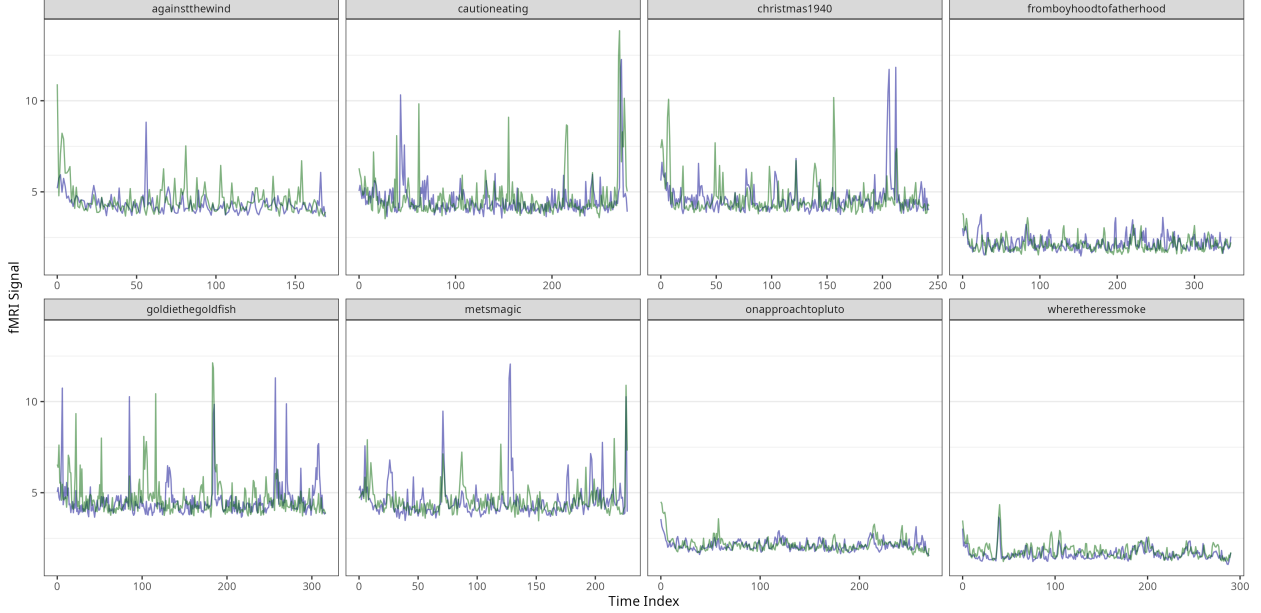 againstthewind cautioneating christmas1940 fromboyhoodtofatherhood
10
5
0 50 100 150 0 100 200 0 50 100 150 200 250 0 100 200 300
fMRI Signal
goldiethegoldfish metsmagic onapproachtopluto wheretheressmoke
10
5
0 100 200 300 0 50 100 150 200 0 100 200 0 100 200 300
Time Index